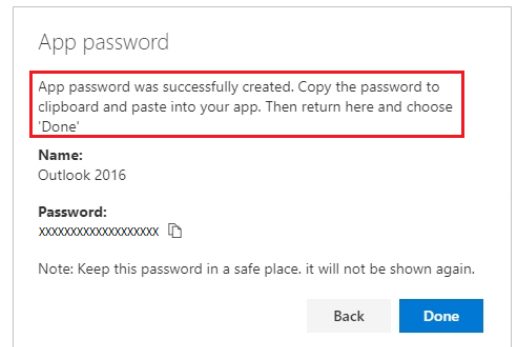 App password
App password was successfully created. Copy the password to
clipboard and paste into your app. Then return here and choose
'Done'
Name:
Outlook 2016
Password:
xxxxxxxxxxxxxxxxxxx
Note: Keep this password in a safe place. it will not be shown again.
Back
Done